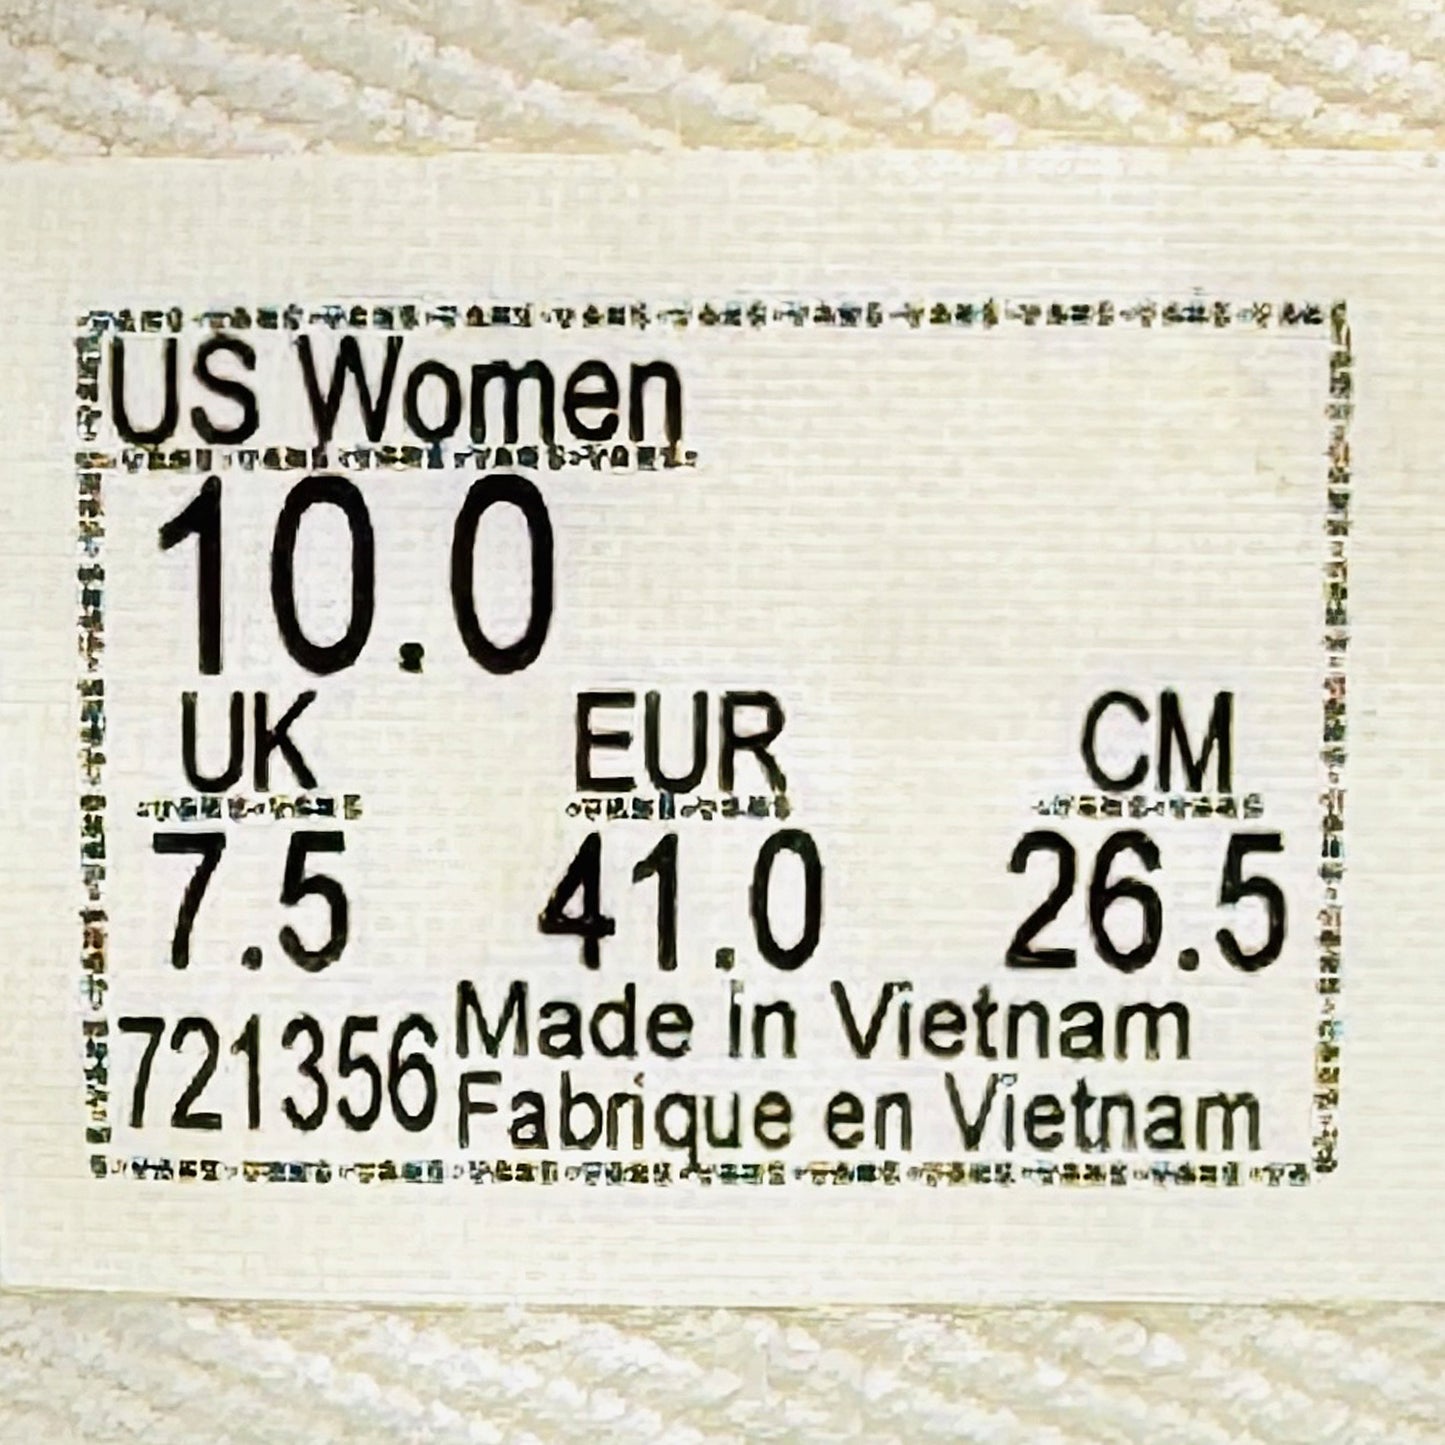 US Women
10.0
UK EUR CM
7.5 41.0 26.5
721356 Made in Vietnam
Fabrique en Vietnam